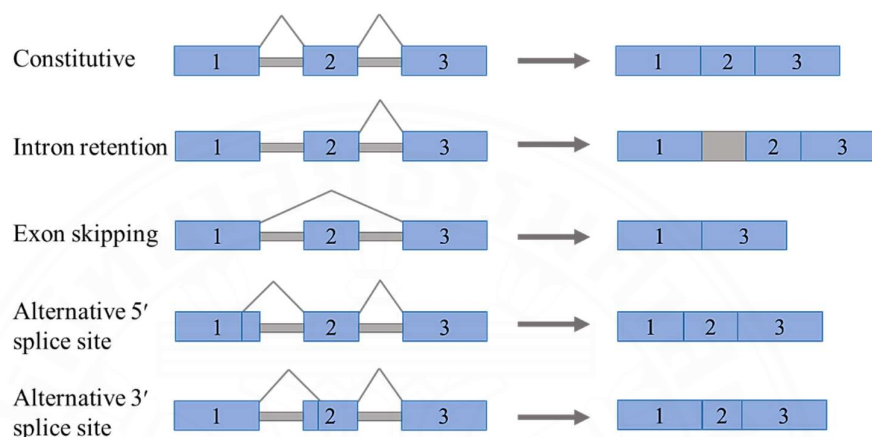 Constitutive 1 2 3 1 2 3
Intron retention 1 2 3 1 2 3
Exon skipping 1 2 3 1 3
Alternative 5′
splice site 1 2 3 1 2 3
Alternative 3′
splice site 1 2 3 1 2 3